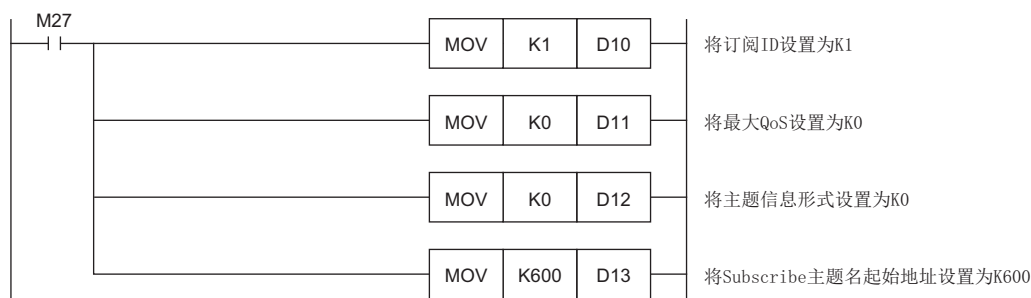 M27
MOV K1 D10 将订阅ID设置为K1
MOV K0 D11 将最大QoS设置为K0
MOV K0 D12 将主题信息形式设置为K0
MOV K600 D13 将Subscribe主题名起始地址设置为K600